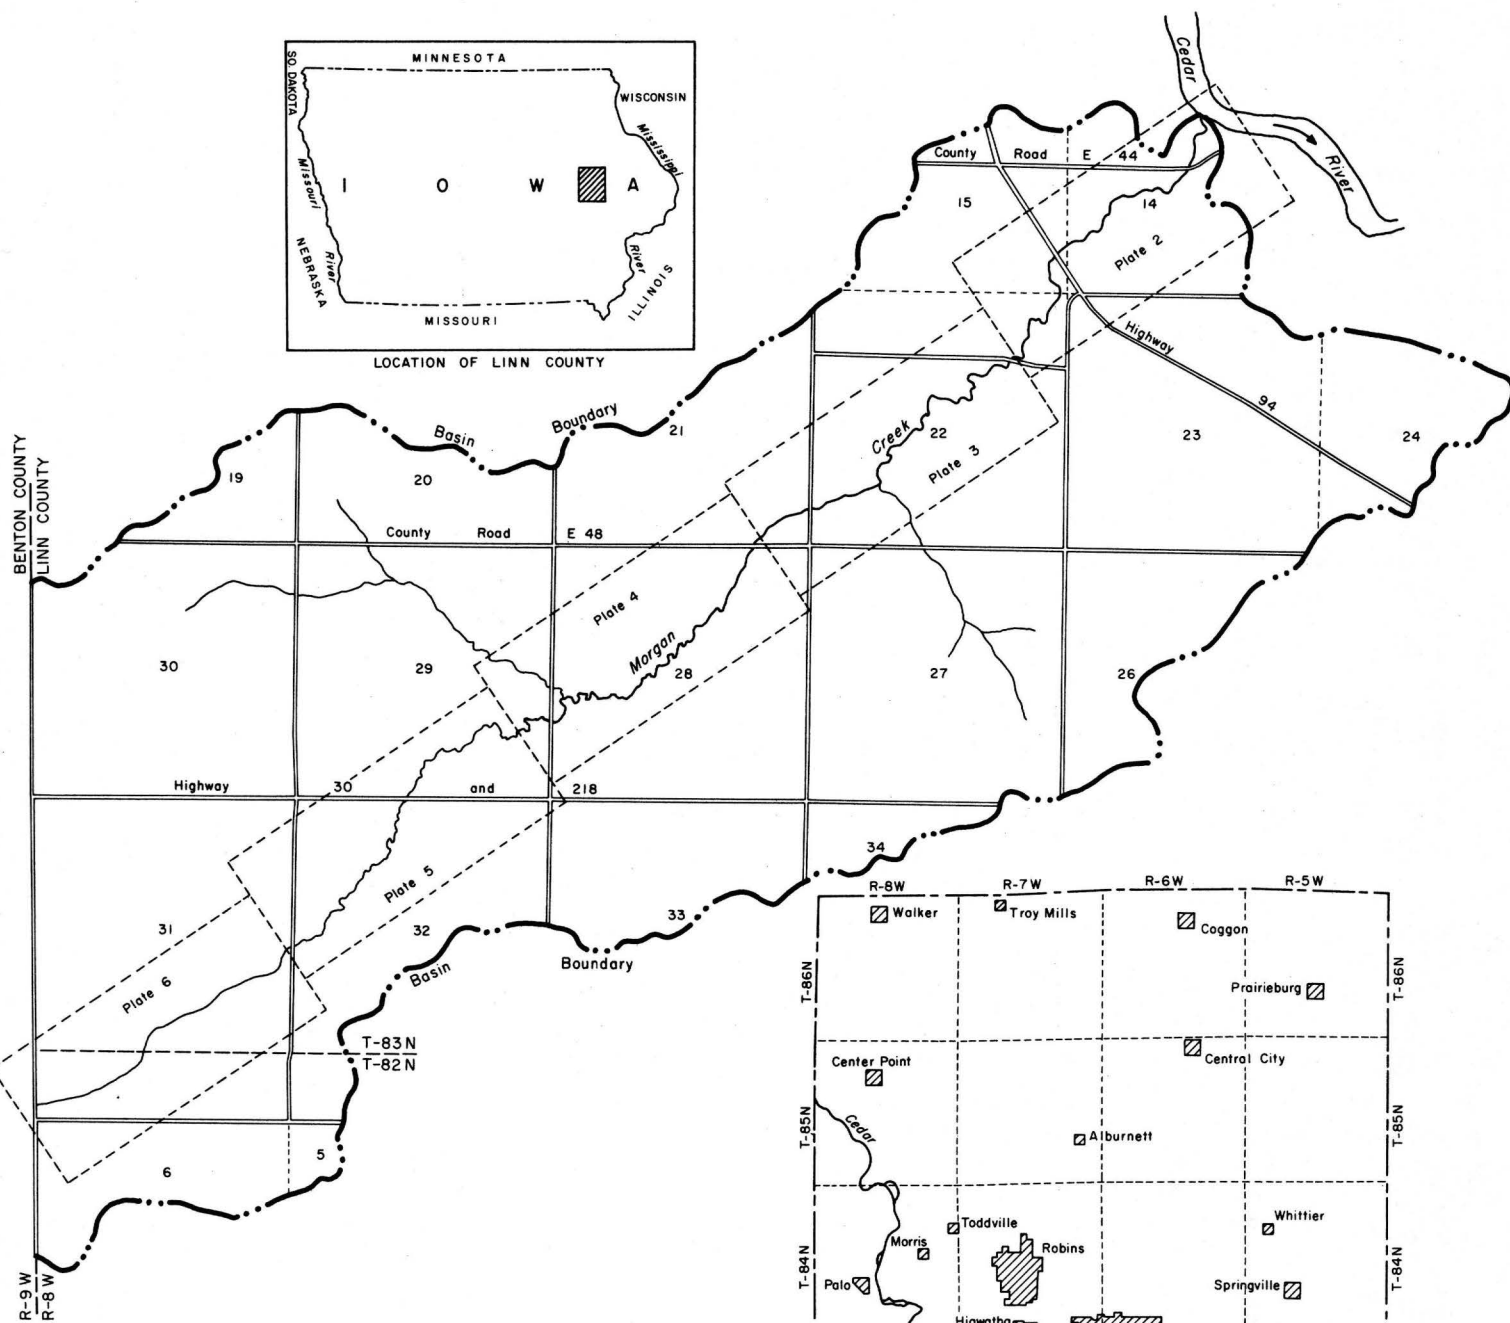 MINNESOTA
SO. DAKOTA
WISCONSIN
Mississippi
Missouri
I O W A
River
NEBRASKA
River
ILLINOIS
MISSOURI
LOCATION OF LINN COUNTY
Cedar
River
County Road E 44
15
14
Plate 2
Highway
94
Basin Boundary
21
Creek
22
23
24
Plate 3
BENTON COUNTY
LINN COUNTY
19
20
County Road E 48
Plate 4
Morgan
30
29
28
27
26
Highway 30 and 218
34
Plate 5
31
32
33
Basin Boundary
Plate 6
T-83N
T-82N
5
6
R-9W
R-8W
R-8W
R-7W
R-6W
R-5W
Walker
Troy Mills
Coggon
T-86N
T-86N
Prairieburg
Center Point
Central City
Cedar
T-85N
T-85N
Alburnett
Toddville
Whittier
Morris
Robins
T-84N
T-84N
Palo
Springville
Hiawatha